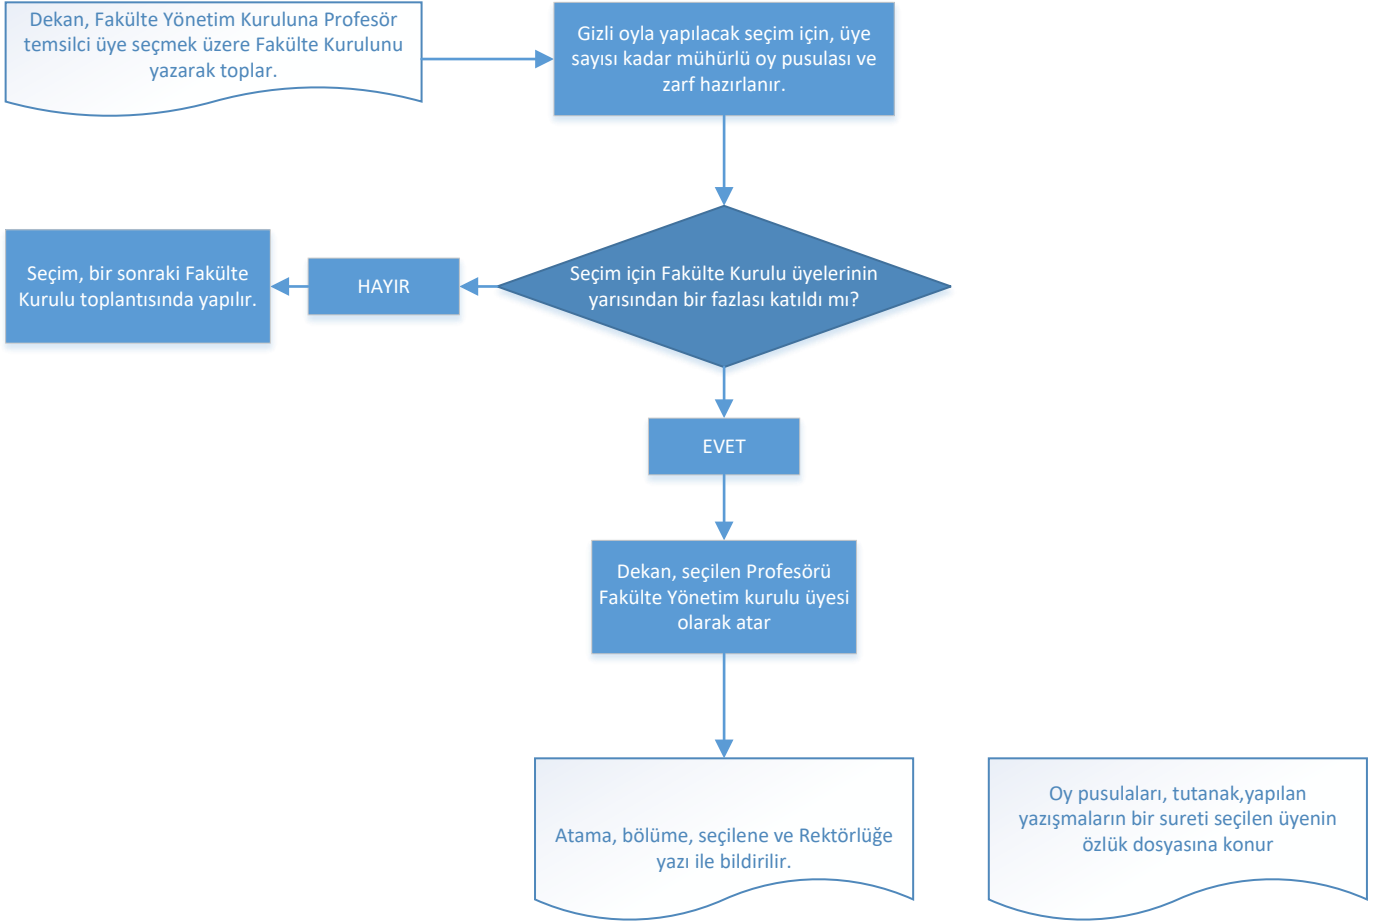 Dekan, Fakülte Yönetim Kuruluna Profesör
temsilci üye seçmek üzere Fakülte Kurulunu
yazarak toplar.
Gizli oyla yapılacak seçim için, üye
sayısı kadar mühürlü oy pusulası ve
zarf hazırlanır.
Seçim için Fakülte Kurulu üyelerinin
yarısından bir fazlası katıldı mı?
HAYIR
Seçim, bir sonraki Fakülte
Kurulu toplantısında yapılır.
EVET
Dekan, seçilen Profesörü
Fakülte Yönetim kurulu üyesi
olarak atar
Atama, bölüme, seçilene ve Rektörlüğe
yazı ile bildirilir.
Oy pusulaları, tutanak,yapılan
yazışmaların bir sureti seçilen üyenin
özlük dosyasına konur